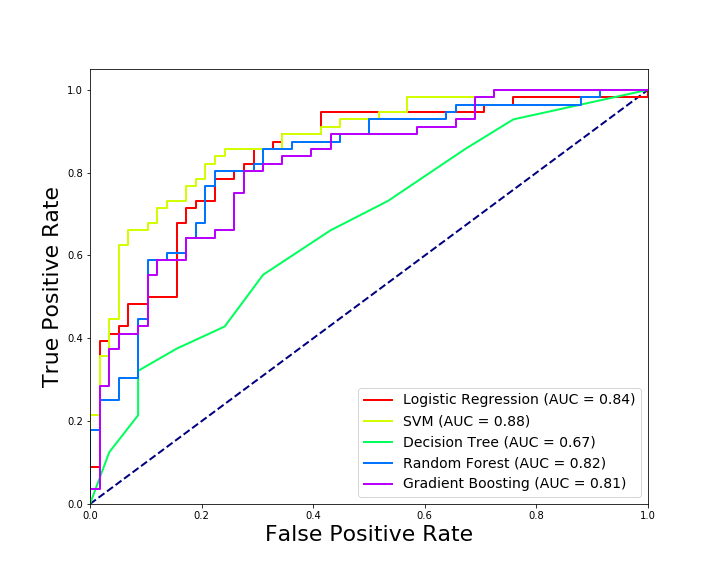 True Positive Rate
1.0
0.8
0.6
0.4
0.2
0.0
Logistic Regression (AUC = 0.84)
SVM (AUC = 0.88)
Decision Tree (AUC = 0.67)
Random Forest (AUC = 0.82)
Gradient Boosting (AUC = 0.81)
0.0 0.2 0.4 0.6 0.8 1.0
False Positive Rate